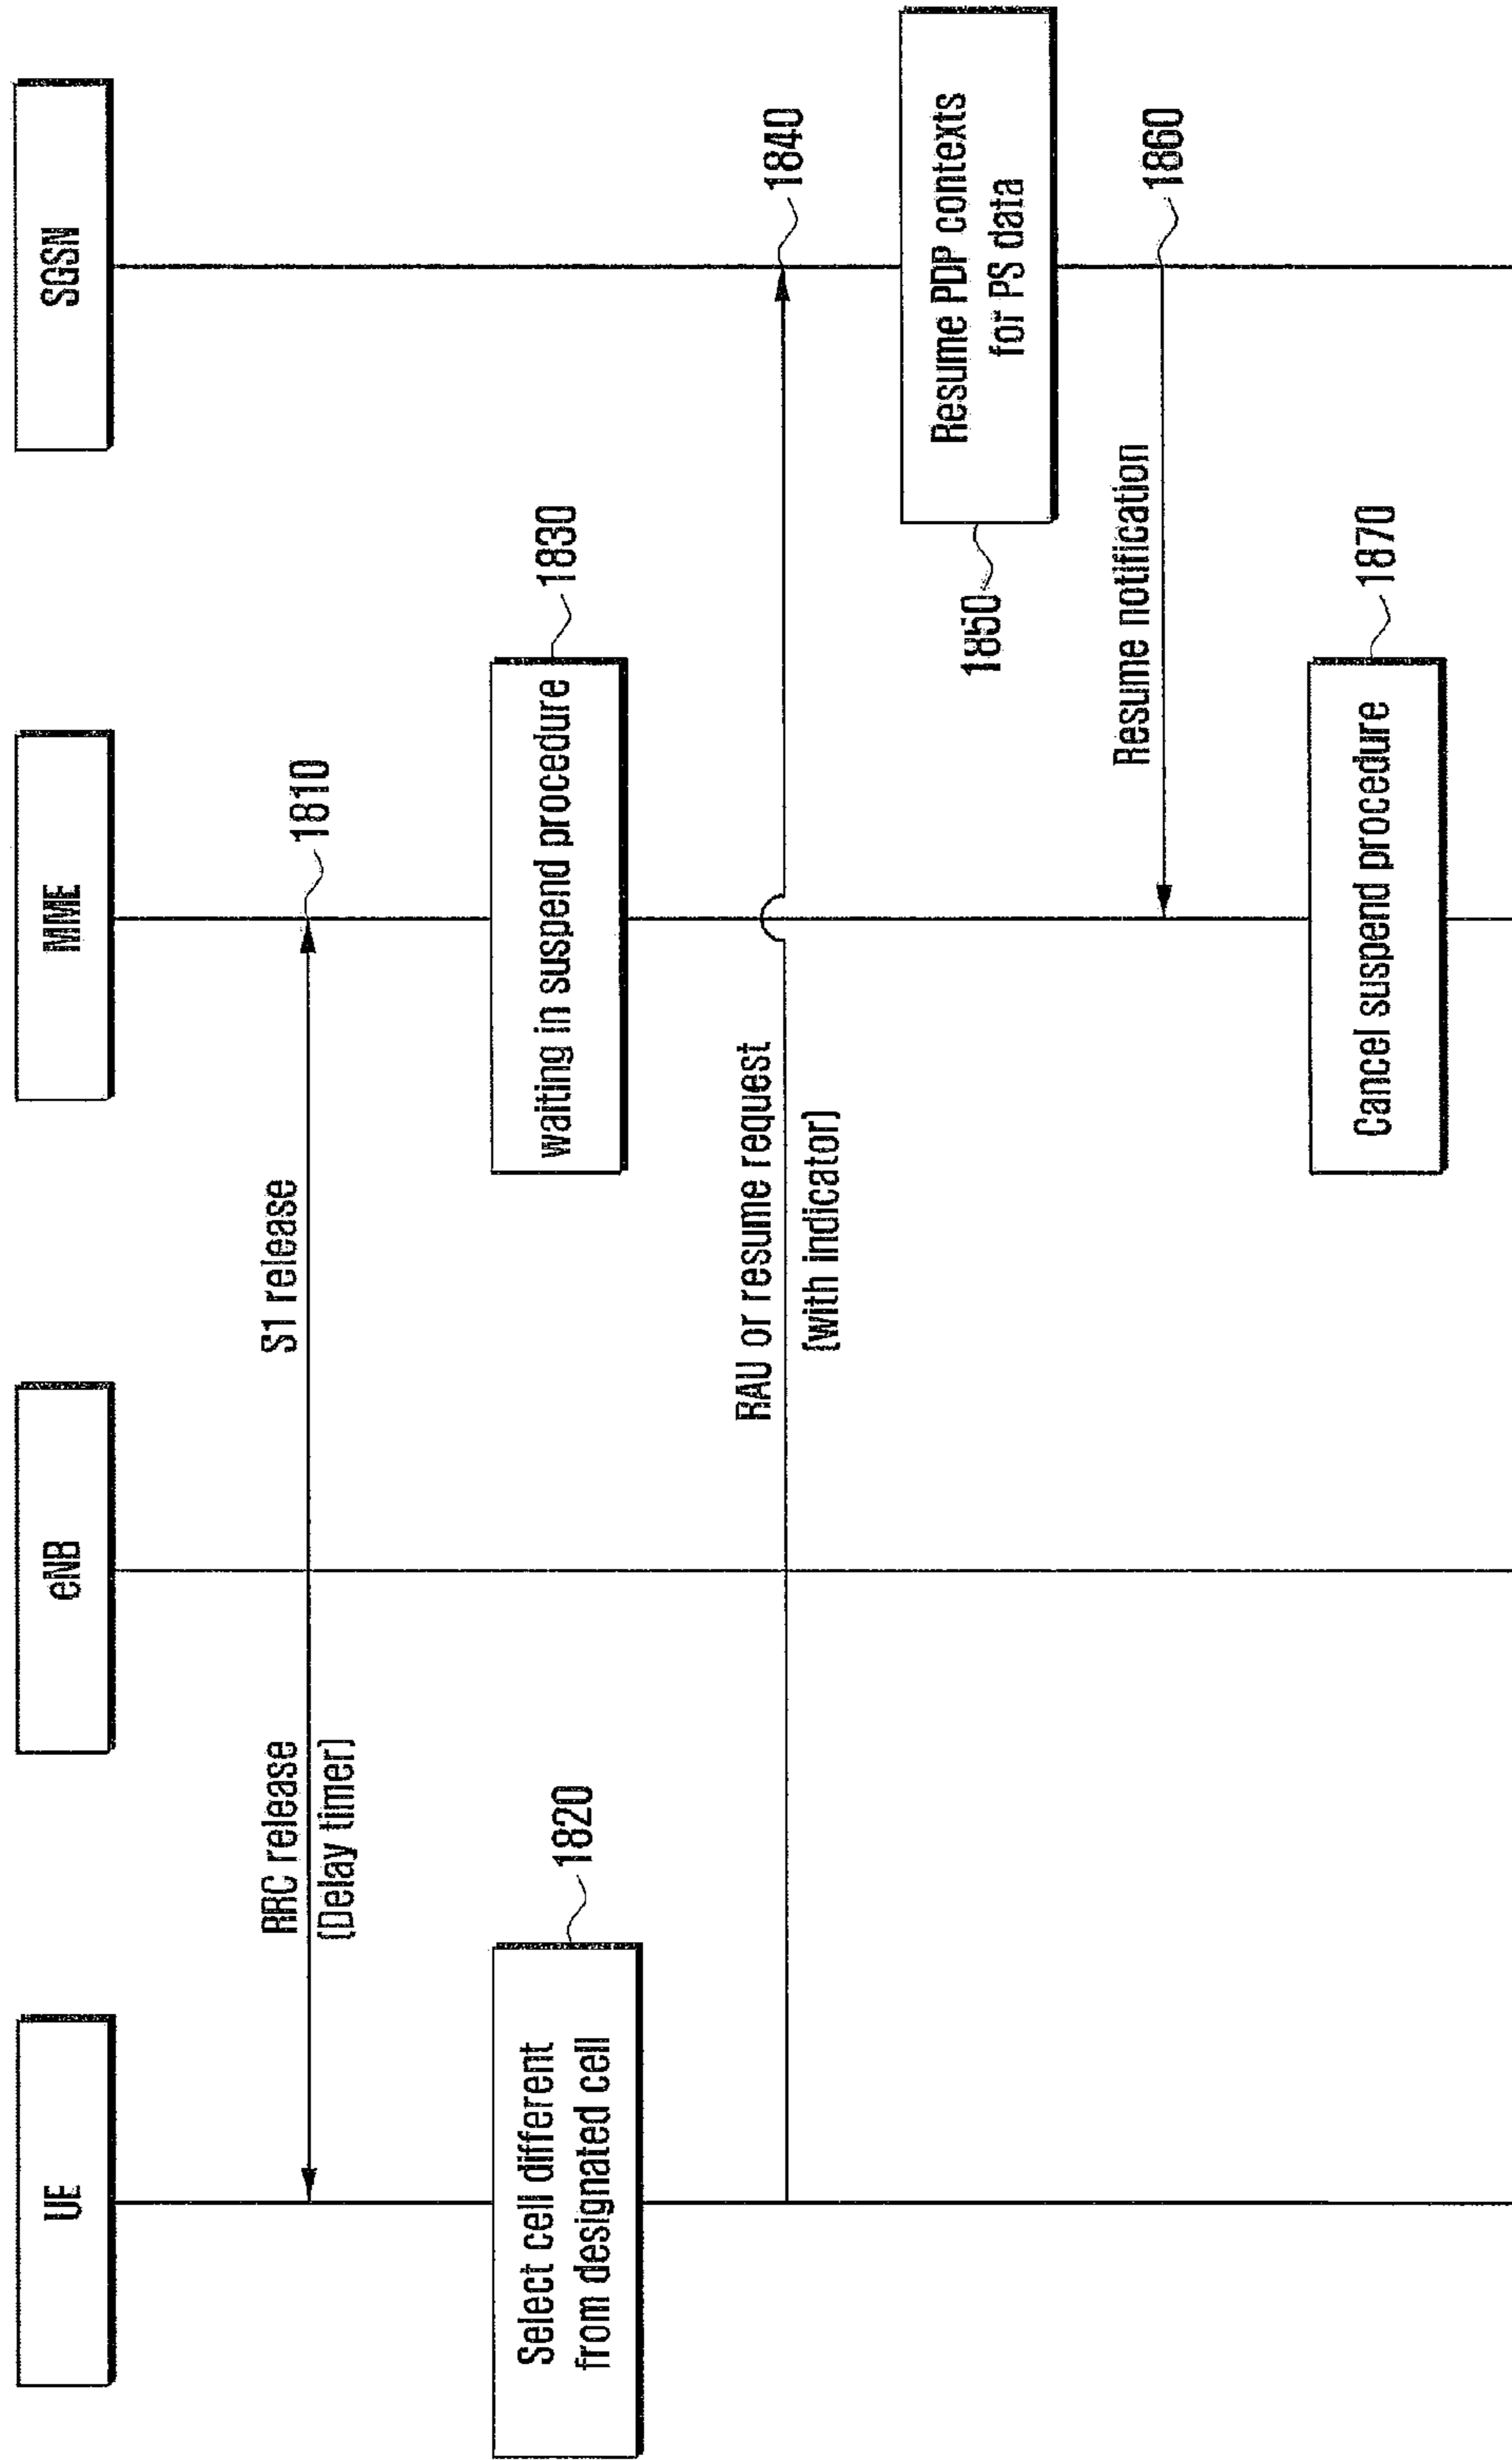 UE
eNB
MME
SGSN
RRC release
(Delay timer)
S1 release
1810
Select cell different
from designated cell
1820
waiting in suspend procedure
1830
RAU or resume request
(with indicator)
1840
Resume PDP contexts
for PS data
1850
Resume notification
1860
Cancel suspend procedure
1870